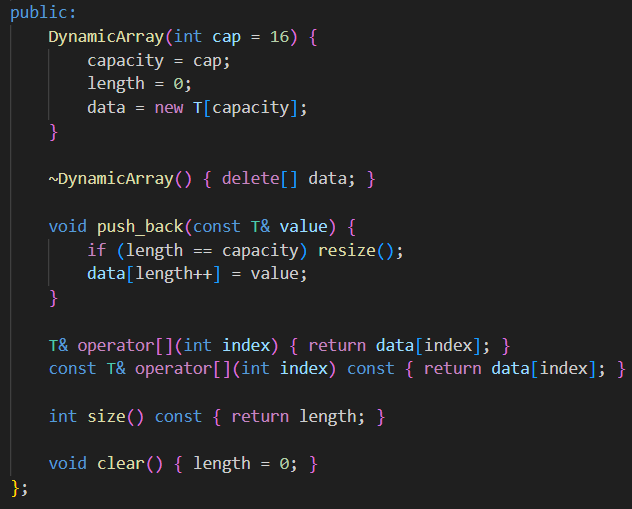 public:
    DynamicArray(int cap = 16) {
        capacity = cap;
        length = 0;
        data = new T[capacity];
    }

    ~DynamicArray() { delete[] data; }

    void push_back(const T& value) {
        if (length == capacity) resize();
        data[length++] = value;
    }

    T& operator[](int index) { return data[index]; }
    const T& operator[](int index) const { return data[index]; }

    int size() const { return length; }

    void clear() { length = 0; }
};